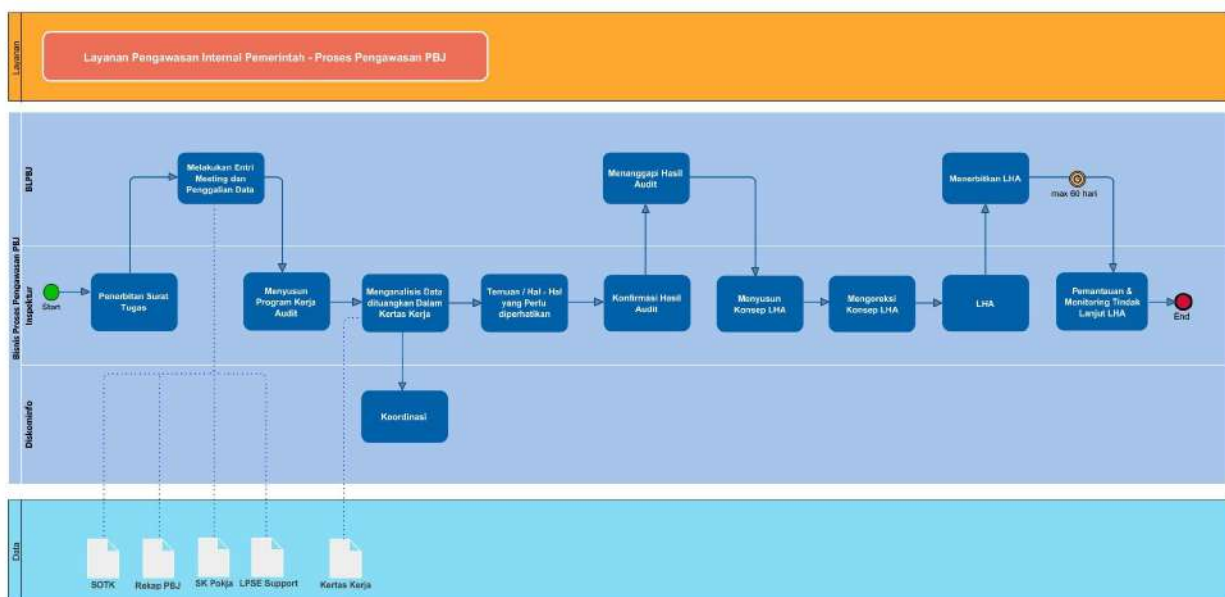 Layanan
Layanan Pengawasan Internal Pemerintah - Proses Pengawasan PBJ
Bisnis Proses Pengawasan PBJ
BLPBJ
Melakukan Entri
Meeting dan
Penggalian Data
Menanggapi Hasil
Audit
Menerbitkan LHA
max 60 hari
Inspektur
Start
Penerbitan Surat
Tugas
Menyusun
Program Kerja
Audit
Menganalisis Data
dituangkan Dalam
Kertas Kerja
Temuan / Hal - Hal
yang Perlu
diperhatikan
Konfirmasi Hasil
Audit
Menyusun
Konsep LHA
Mengoreksi
Konsep LHA
LHA
Pemantauan &
Monitoring Tindak
Lanjut LHA
End
Diskominfo
Koordinasi
Data
SOTK
Rekap PBJ
SK Pokja
LPSE Support
Kertas Kerja